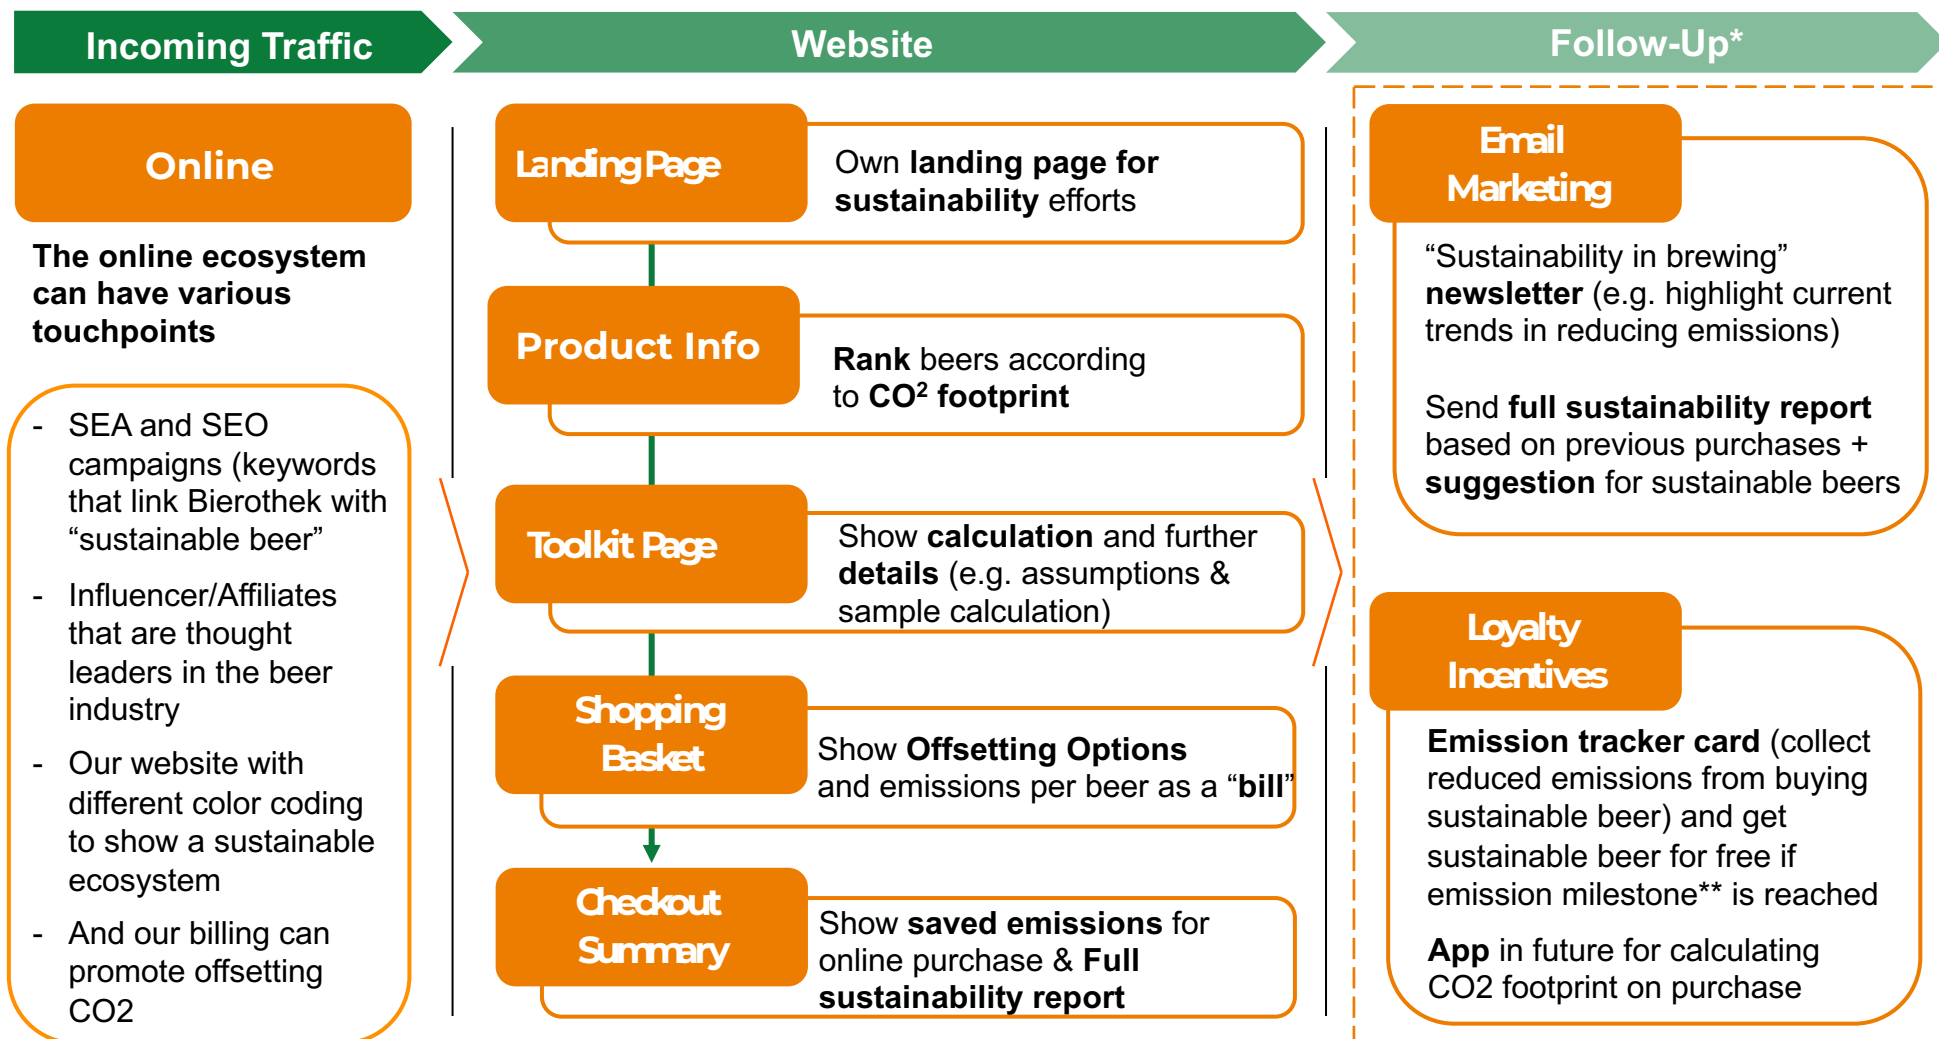 Incoming Traffic
Website
Follow-Up*
Online
The online ecosystem
can have various
touchpoints
- SEA and SEO
campaigns (keywords
that link Bierothek with
“sustainable beer”
- Influencer/Affiliates
that are thought
leaders in the beer
industry
- Our website with
different color coding
to show a sustainable
ecosystem
- And our billing can
promote offsetting
CO2
Landing Page
Own landing page for
sustainability efforts
Product Info
Rank beers according
to CO² footprint
Toolkit Page
Show calculation and further
details (e.g. assumptions &
sample calculation)
Shopping
Basket
Show Offsetting Options
and emissions per beer as a “bill”
Checkout
Summary
Show saved emissions for
online purchase & Full
sustainability report
Email
Marketing
“Sustainability in brewing”
newsletter (e.g. highlight current
trends in reducing emissions)
Send full sustainability report
based on previous purchases +
suggestion for sustainable beers
Loyalty
Incentives
Emission tracker card (collect
reduced emissions from buying
sustainable beer) and get
sustainable beer for free if
emission milestone** is reached
App in future for calculating
CO2 footprint on purchase